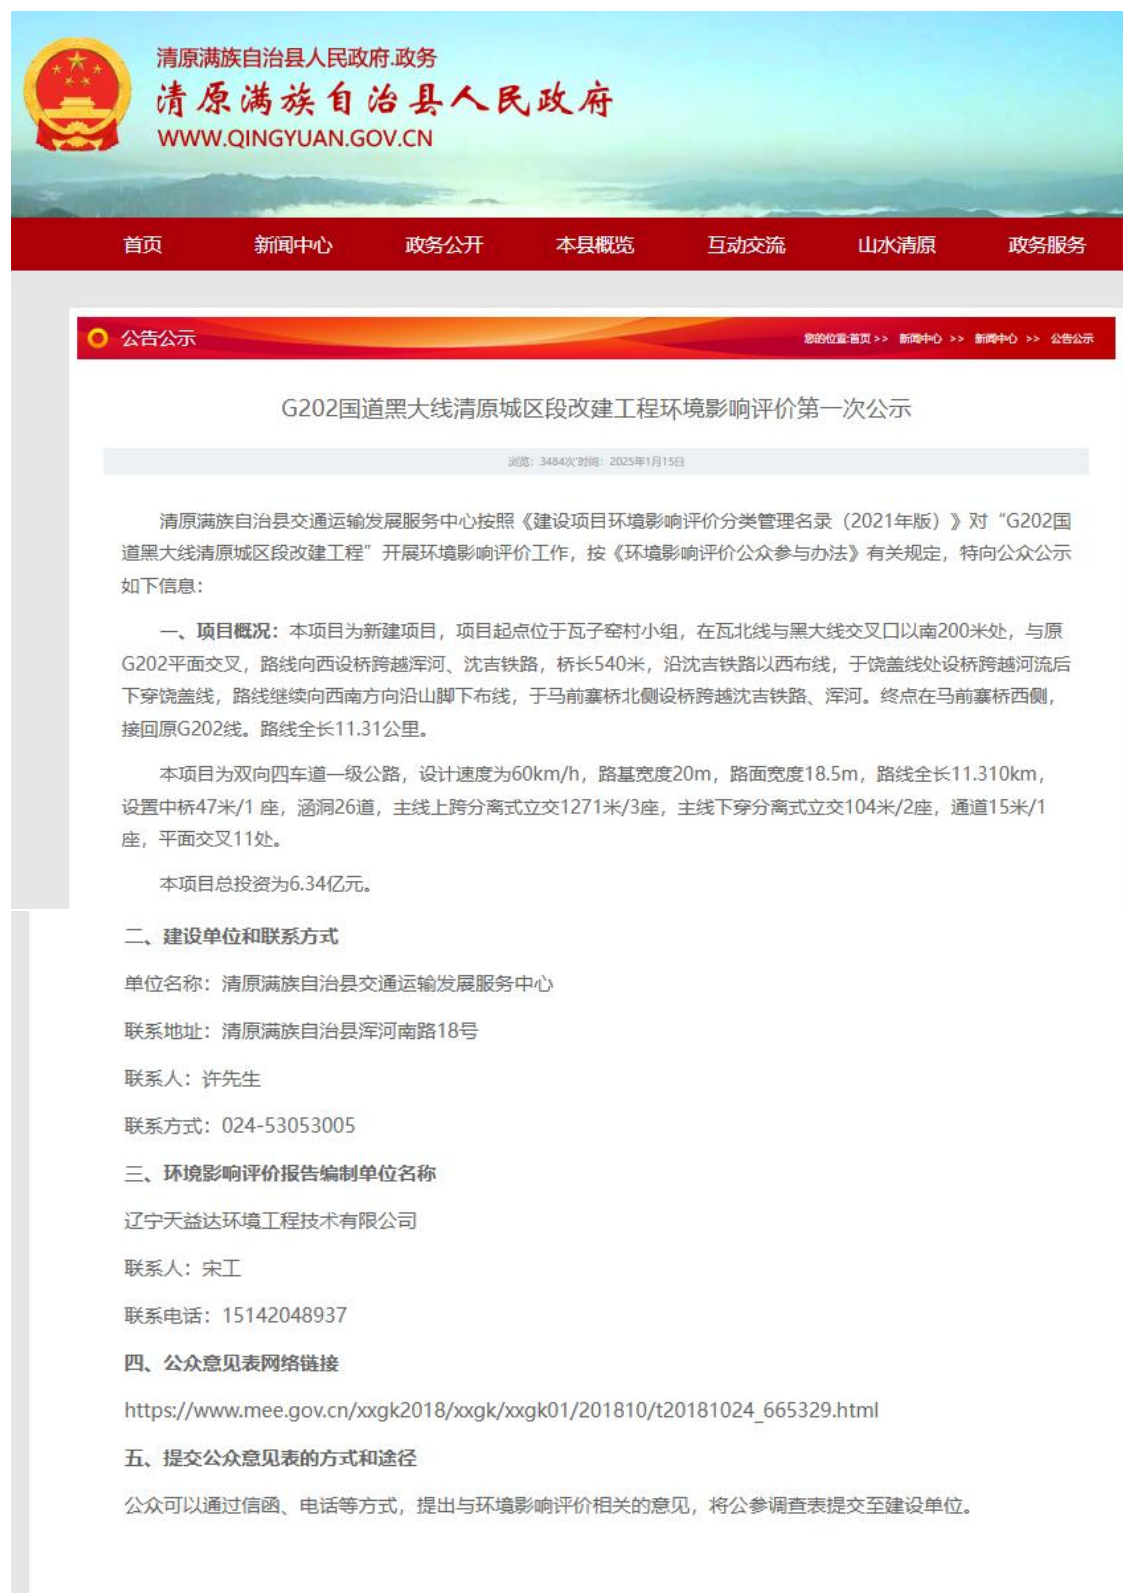 清原满族自治县人民政府.政务
清原满族自治县人民政府
WWW.QINGYUAN.GOV.CN
首页 新闻中心 政务公开 本县概览 互动交流 山水清原 政务服务
公告公示 您的位置:首页 >> 新闻中心 >> 新闻中心 >> 公告公示
G202国道黑大线清原城区段改建工程环境影响评价第一次公示
浏览：3484次'时间：2025年1月15日
清原满族自治县交通运输发展服务中心按照《建设项目环境影响评价分类管理名录（2021年版）》对“G202国
道黑大线清原城区段改建工程”开展环境影响评价工作，按《环境影响评价公众参与办法》有关规定，特向公众公示
如下信息：
一、项目概况：本项目为新建项目，项目起点位于瓦子窑村小组，在瓦北线与黑大线交叉口以南200米处，与原
G202平面交叉，路线向西设桥跨越浑河、沈吉铁路，桥长540米，沿沈吉铁路以西布线，于饶盖线处设桥跨越河流后
下穿饶盖线，路线继续向西南方向沿山脚下布线，于马前寨桥北侧设桥跨越沈吉铁路、浑河。终点在马前寨桥西侧，
接回原G202线。路线全长11.31公里。
本项目为双向四车道一级公路，设计速度为60km/h，路基宽度20m，路面宽度18.5m，路线全长11.310km，
设置中桥47米/1 座，涵洞26道，主线上跨分离式立交1271米/3座，主线下穿分离式立交104米/2座，通道15米/1
座，平面交叉11处。
本项目总投资为6.34亿元。
二、建设单位和联系方式
单位名称：清原满族自治县交通运输发展服务中心
联系地址：清原满族自治县浑河南路18号
联系人：许先生
联系方式：024-53053005
三、环境影响评价报告编制单位名称
辽宁天益达环境工程技术有限公司
联系人：宋工
联系电话：15142048937
四、公众意见表网络链接
https://www.mee.gov.cn/xxgk2018/xxgk/xxgk01/201810/t20181024_665329.html
五、提交公众意见表的方式和途径
公众可以通过信函、电话等方式，提出与环境影响评价相关的意见，将公参调查表提交至建设单位。